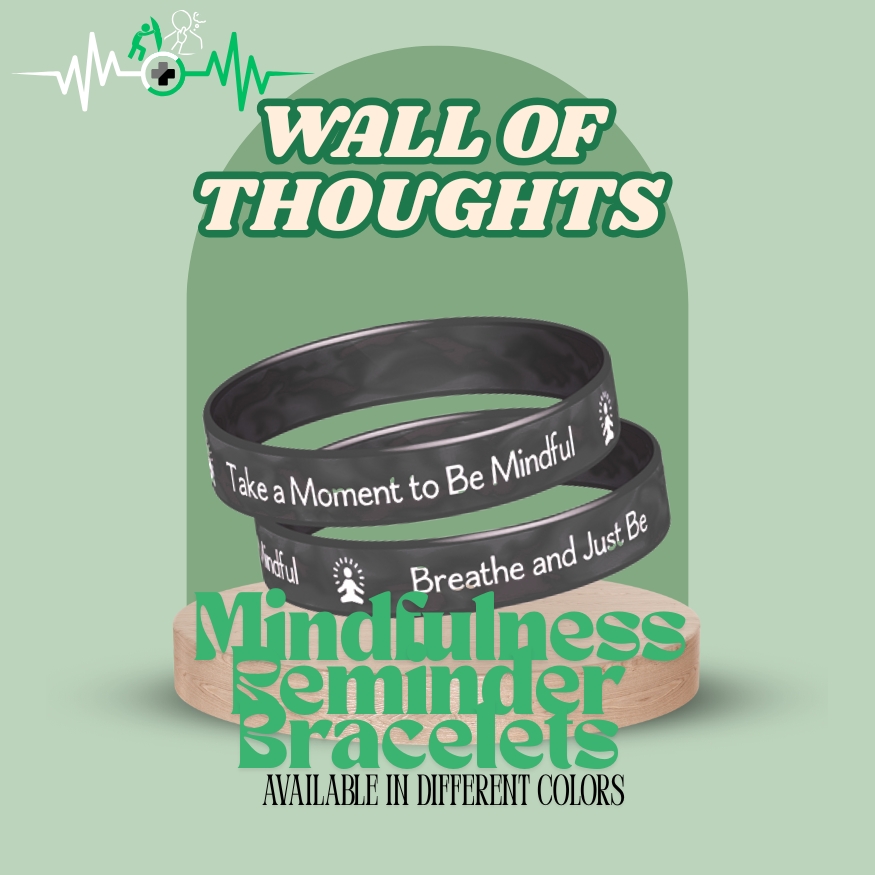 WALL OF
THOUGHTS
Take a Moment to Be Mindful
Mindful
Breathe and Just Be
Mindfulness
Reminder
Bracelets
AVAILABLE IN DIFFERENT COLORS